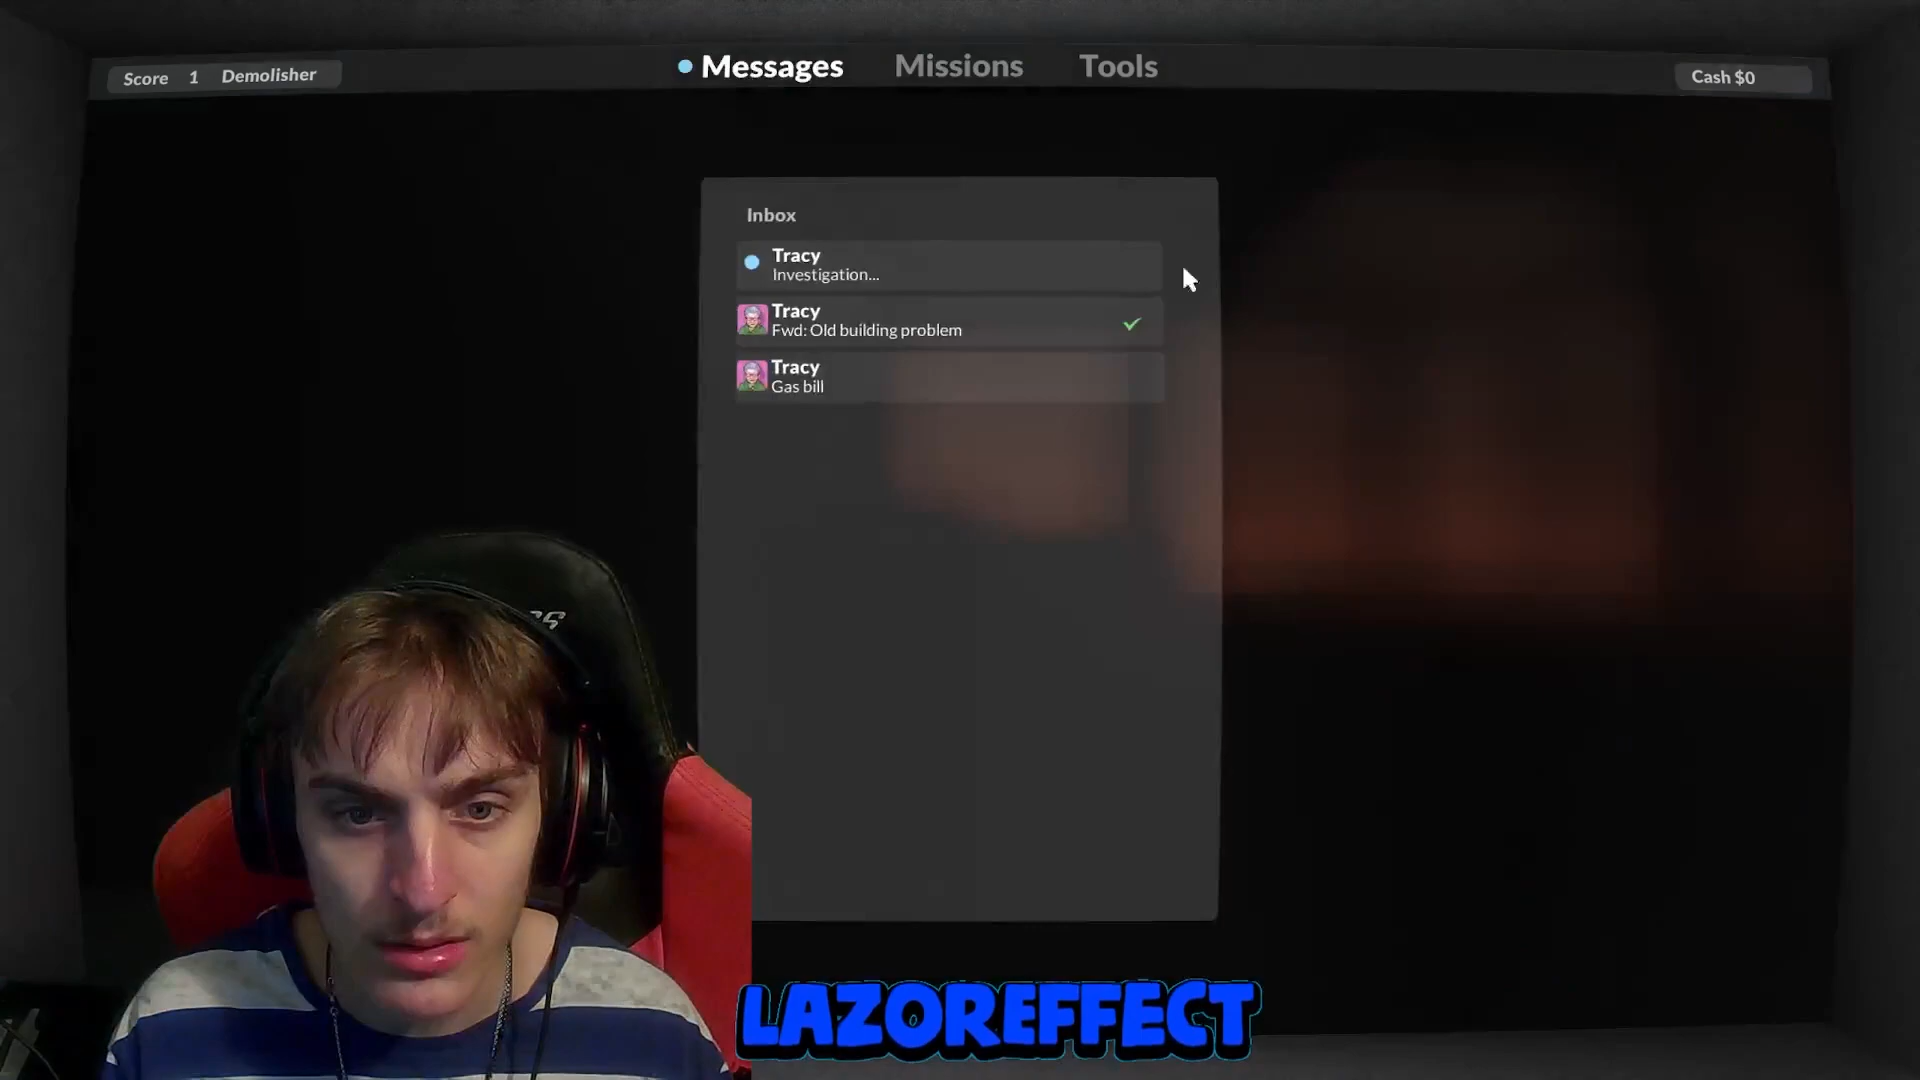 Score 1 Demolisher
Messages Missions Tools
Cash $0
Inbox
Tracy
Investigation...
Tracy
Fwd: Old building problem
Tracy
Gas bill
LAZOREFFECT